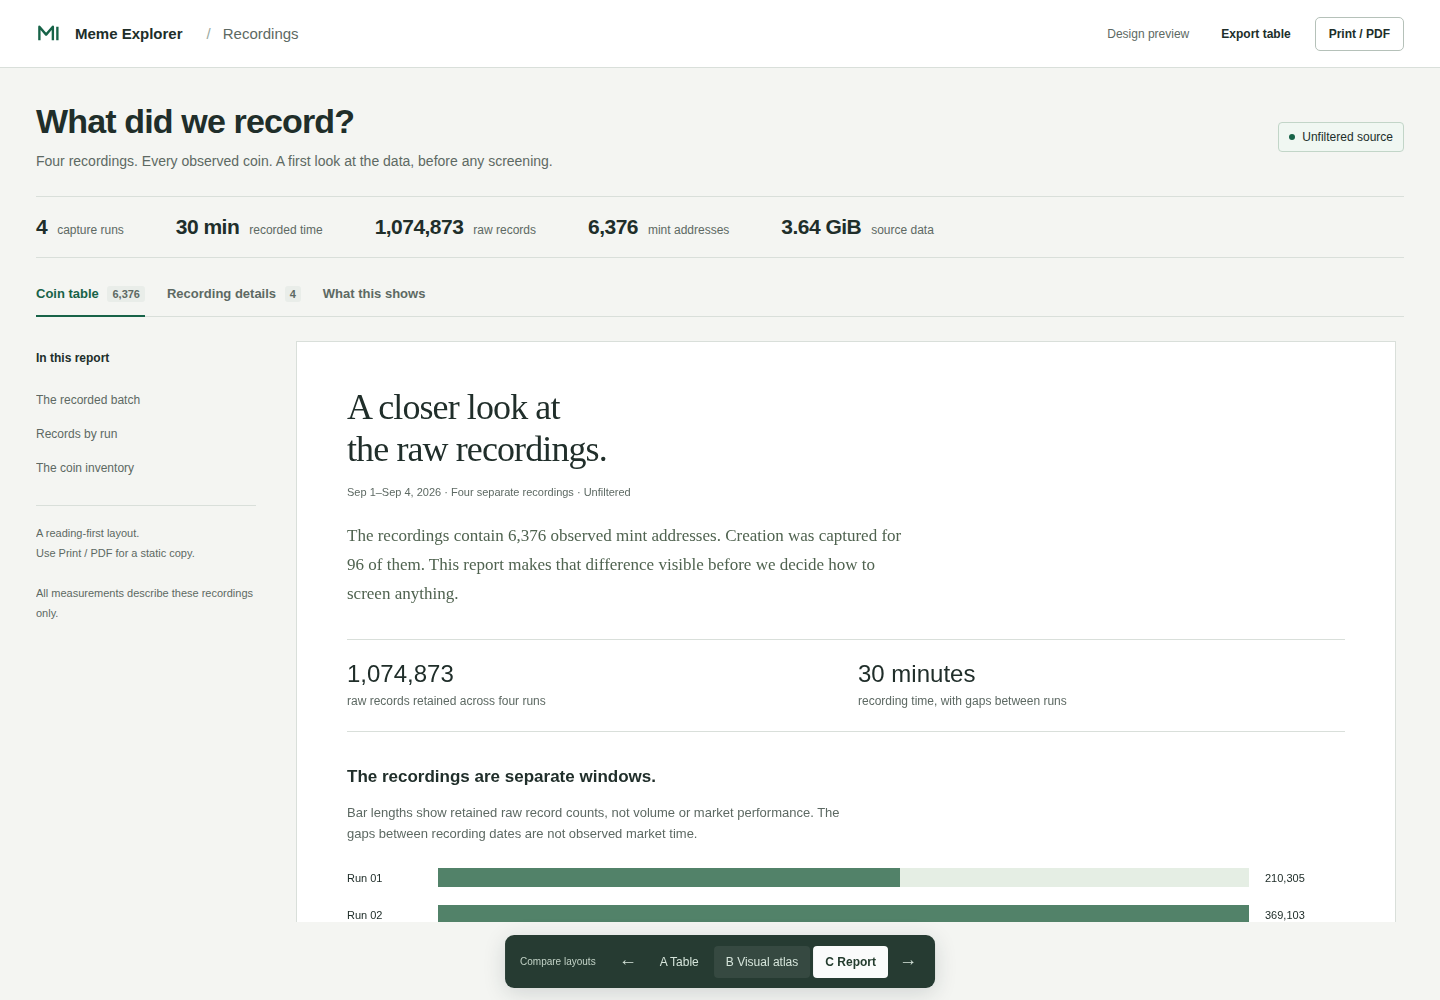 Meme Explorer / Recordings
Design preview
Export table
Print / PDF
What did we record?
Four recordings. Every observed coin. A first look at the data, before any screening.
Unfiltered source
4 capture runs
30 min recorded time
1,074,873 raw records
6,376 mint addresses
3.64 GiB source data
Coin table 6,376
Recording details 4
What this shows
In this report
The recorded batch
Records by run
The coin inventory
A reading-first layout.
Use Print / PDF for a static copy.
All measurements describe these recordings
only.
A closer look at
the raw recordings.
Sep 1–Sep 4, 2026 · Four separate recordings · Unfiltered
The recordings contain 6,376 observed mint addresses. Creation was captured for
96 of them. This report makes that difference visible before we decide how to
screen anything.
1,074,873
raw records retained across four runs
30 minutes
recording time, with gaps between runs
The recordings are separate windows.
Bar lengths show retained raw record counts, not volume or market performance. The
gaps between recording dates are not observed market time.
Run 01 210,305
Run 02 369,103
Compare layouts ← A Table B Visual atlas C Report →